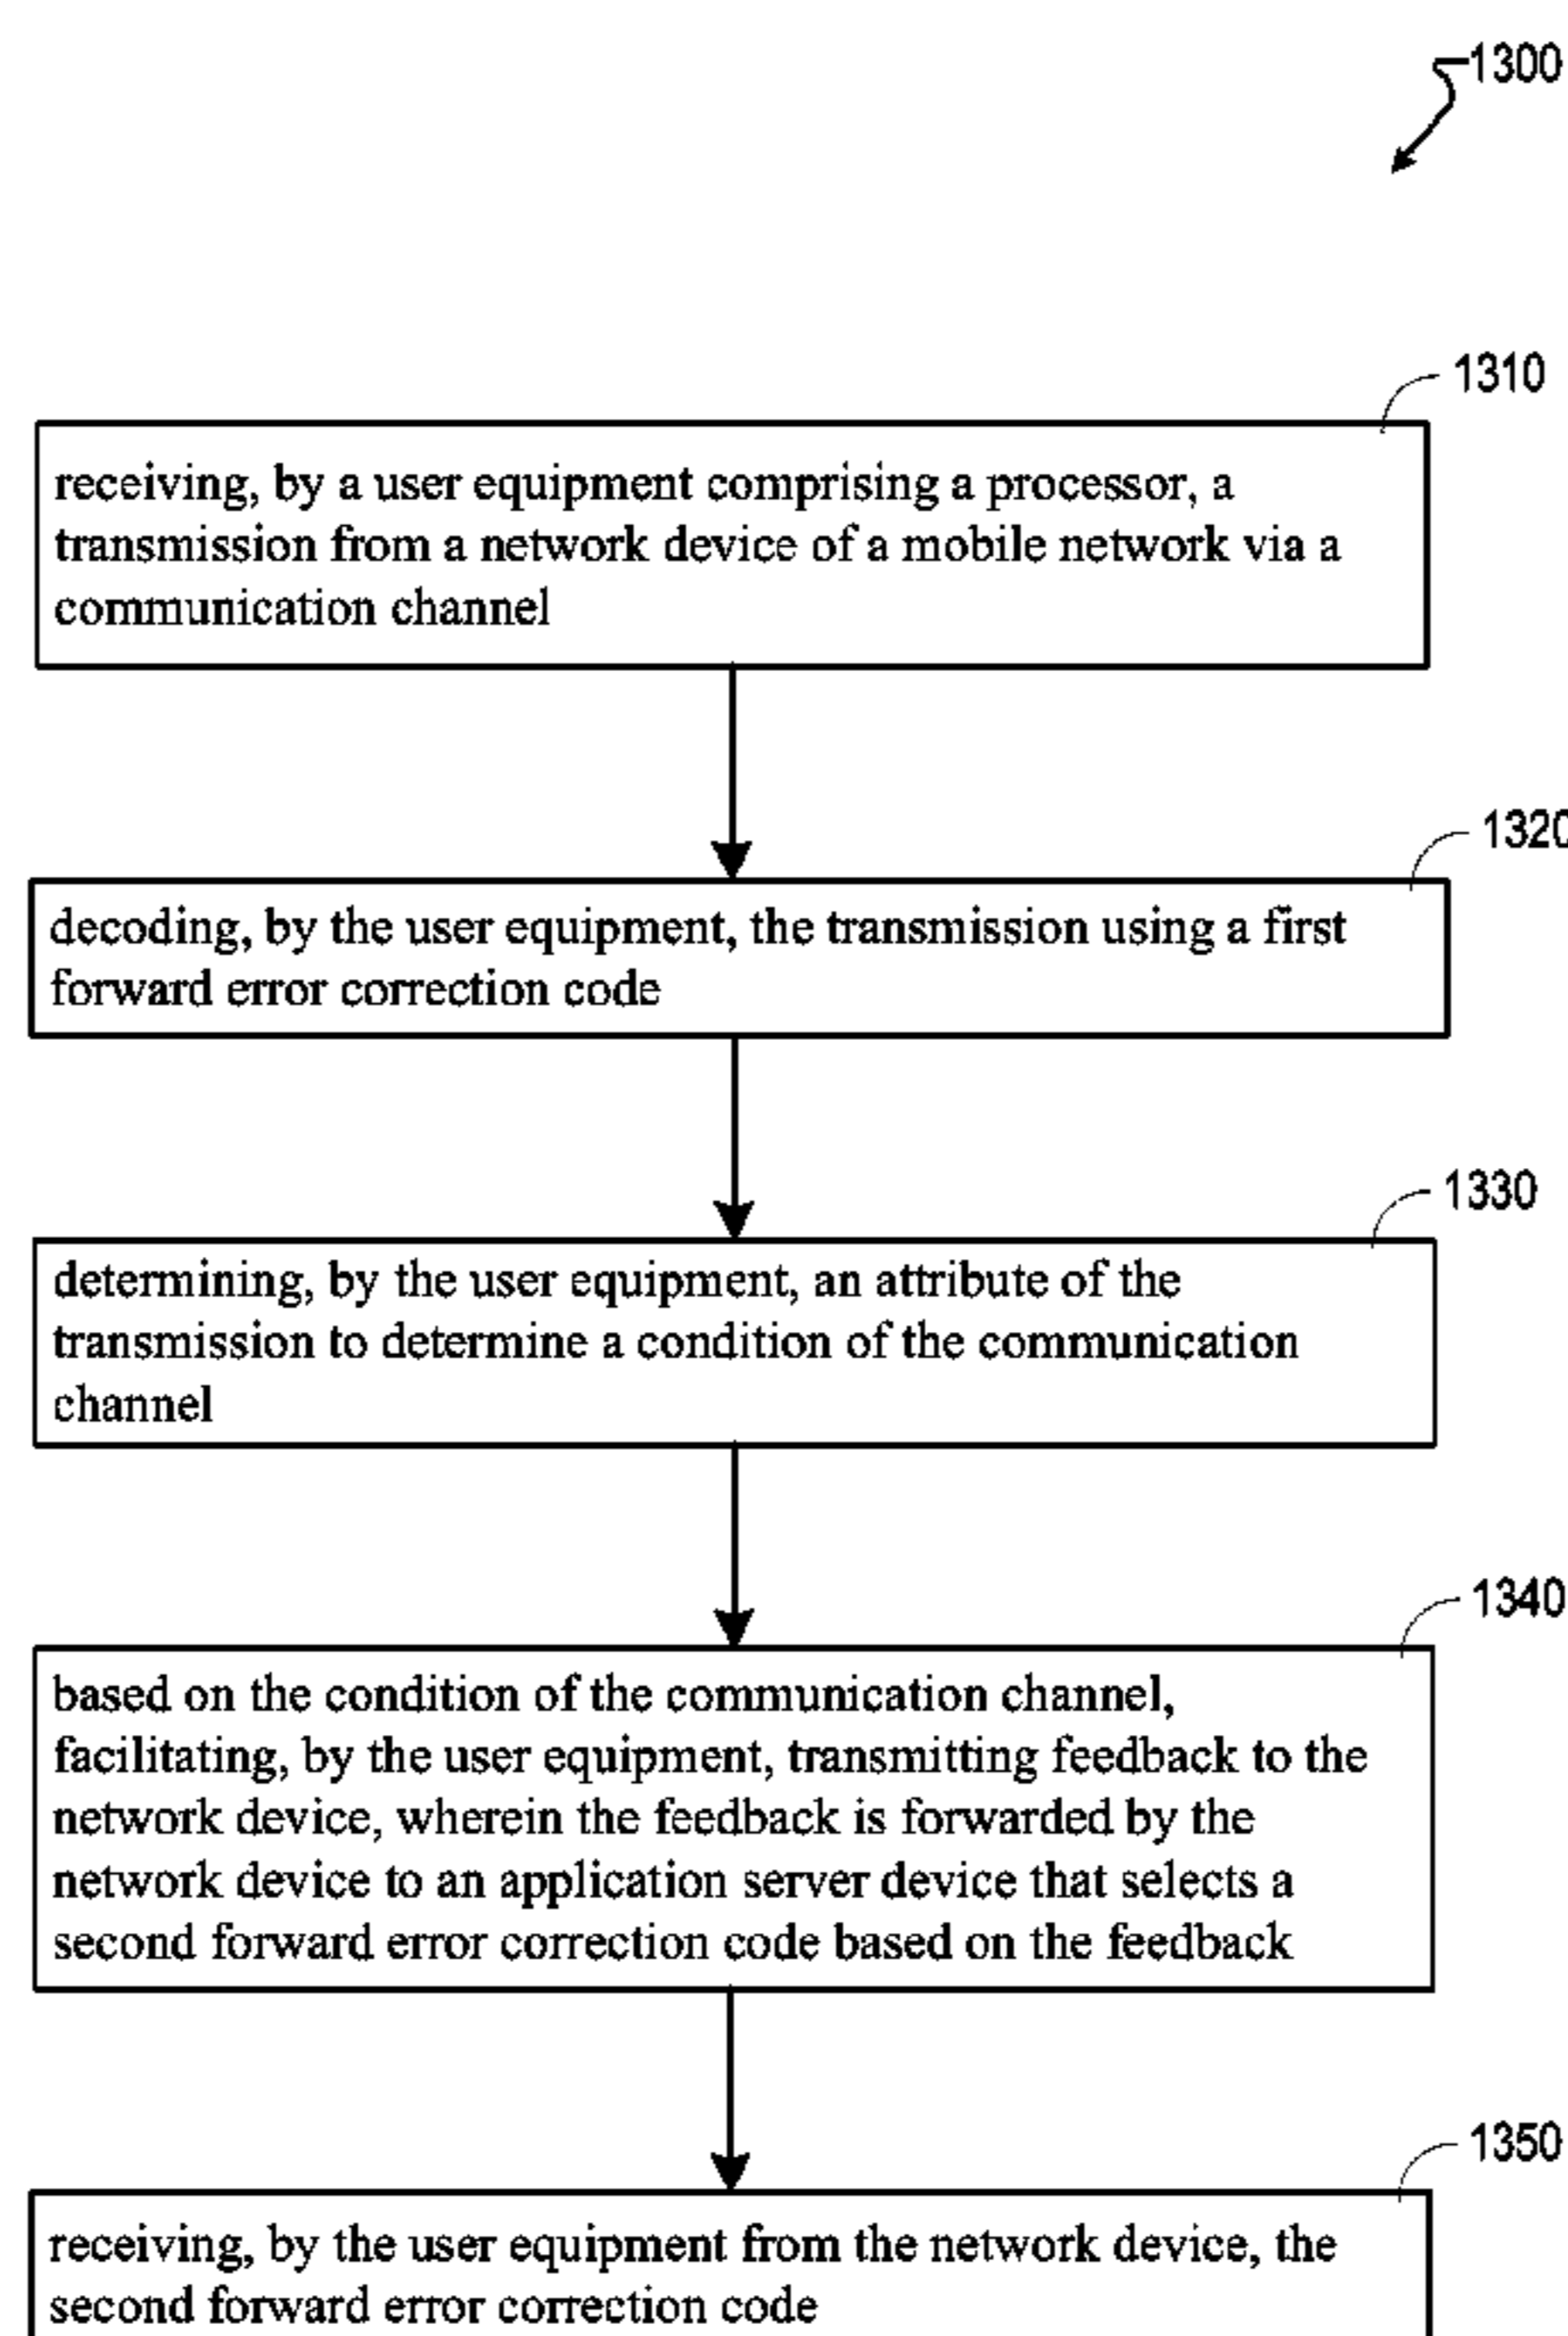 1300
1310
receiving, by a user equipment comprising a processor, a
transmission from a network device of a mobile network via a
communication channel
1320
decoding, by the user equipment, the transmission using a first
forward error correction code
1330
determining, by the user equipment, an attribute of the
transmission to determine a condition of the communication
channel
1340
based on the condition of the communication channel,
facilitating, by the user equipment, transmitting feedback to the
network device, wherein the feedback is forwarded by the
network device to an application server device that selects a
second forward error correction code based on the feedback
1350
receiving, by the user equipment from the network device, the
second forward error correction code